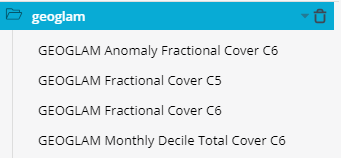 geoglam
GEOGLAM Anomaly Fractional Cover C6
GEOGLAM Fractional Cover C5
GEOGLAM Fractional Cover C6
GEOGLAM Monthly Decile Total Cover C6